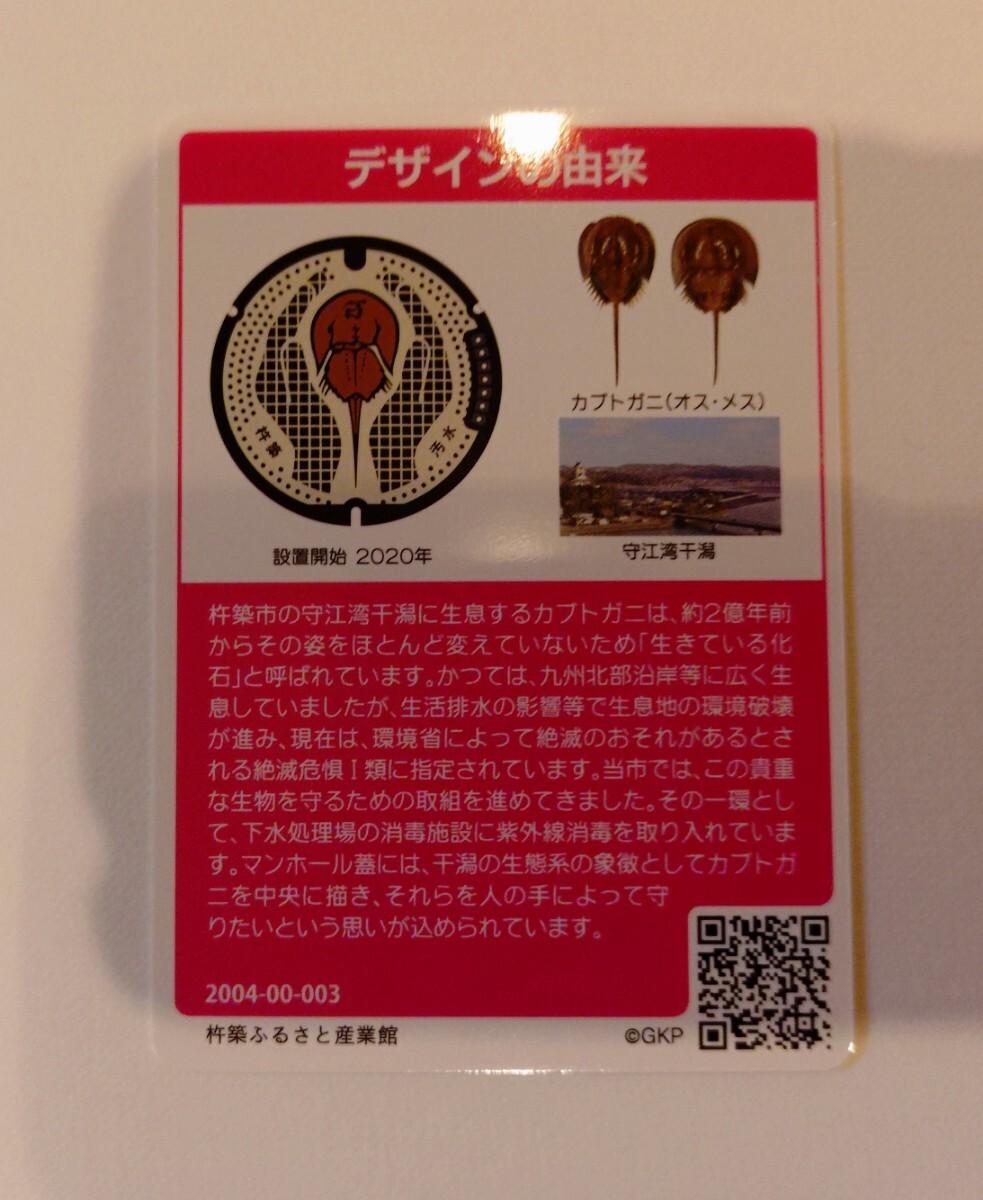 デザインの由来
杵築
汚水
設置開始 2020年
カブトガニ(オス・メス)
守江湾干潟
杵築市の守江湾干潟に生息するカブトガニは、約2億年前
からその姿をほとんど変えていないため「生きている化
石」と呼ばれています。かつては、九州北部沿岸等に広く生
息していましたが、生活排水の影響等で生息地の環境破壊
が進み、現在は、環境省によって絶滅のおそれがあるとさ
れる絶滅危惧Ⅰ類に指定されています。当市では、この貴重
な生物を守るための取組を進めてきました。その一環とし
て、下水処理場の消毒施設に紫外線消毒を取り入れていま
す。マンホール蓋には、干潟の生態系の象徴としてカブトガ
ニを中央に描き、それらを人の手によって守
りたいという思いが込められています。
2004-00-003
杵築ふるさと産業館
©GKP